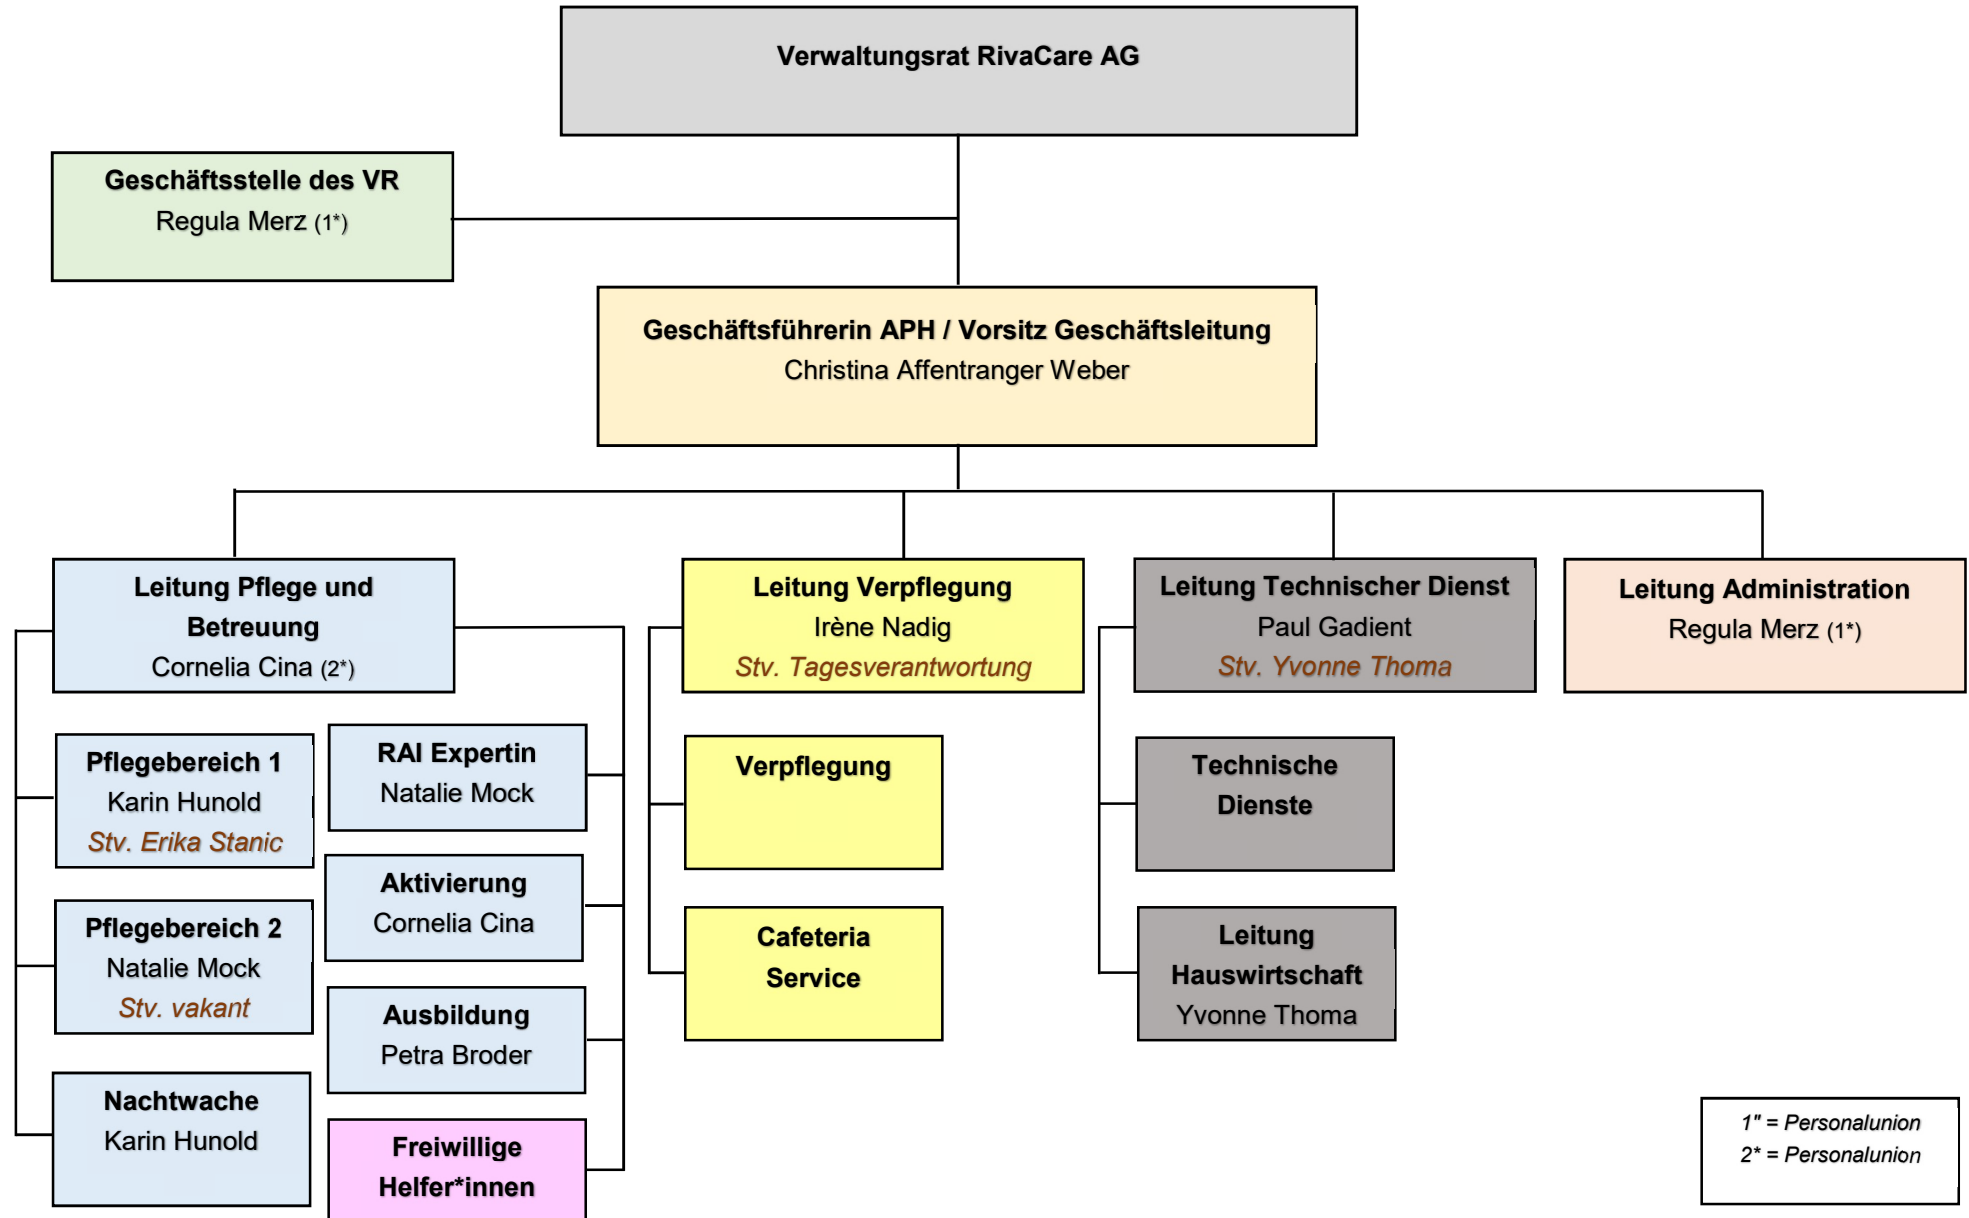 Verwaltungsrat RivaCare AG
Geschäftsstelle des VR
Regula Merz (1*)
Geschäftsführerin APH / Vorsitz Geschäftsleitung
Christina Affentranger Weber
Leitung Pflege und
Betreuung
Cornelia Cina (2*)
Leitung Verpflegung
Irène Nadig
Stv. Tagesverantwortung
Leitung Technischer Dienst
Paul Gadient
Stv. Yvonne Thoma
Leitung Administration
Regula Merz (1*)
Pflegebereich 1
Karin Hunold
Stv. Erika Stanic
Pflegebereich 2
Natalie Mock
Stv. vakant
Nachtwache
Karin Hunold
RAI Expertin
Natalie Mock
Aktivierung
Cornelia Cina
Ausbildung
Petra Broder
Freiwillige
Helfer*innen
Verpflegung
Cafeteria
Service
Technische
Dienste
Leitung
Hauswirtschaft
Yvonne Thoma
1" = Personalunion
2* = Personalunion